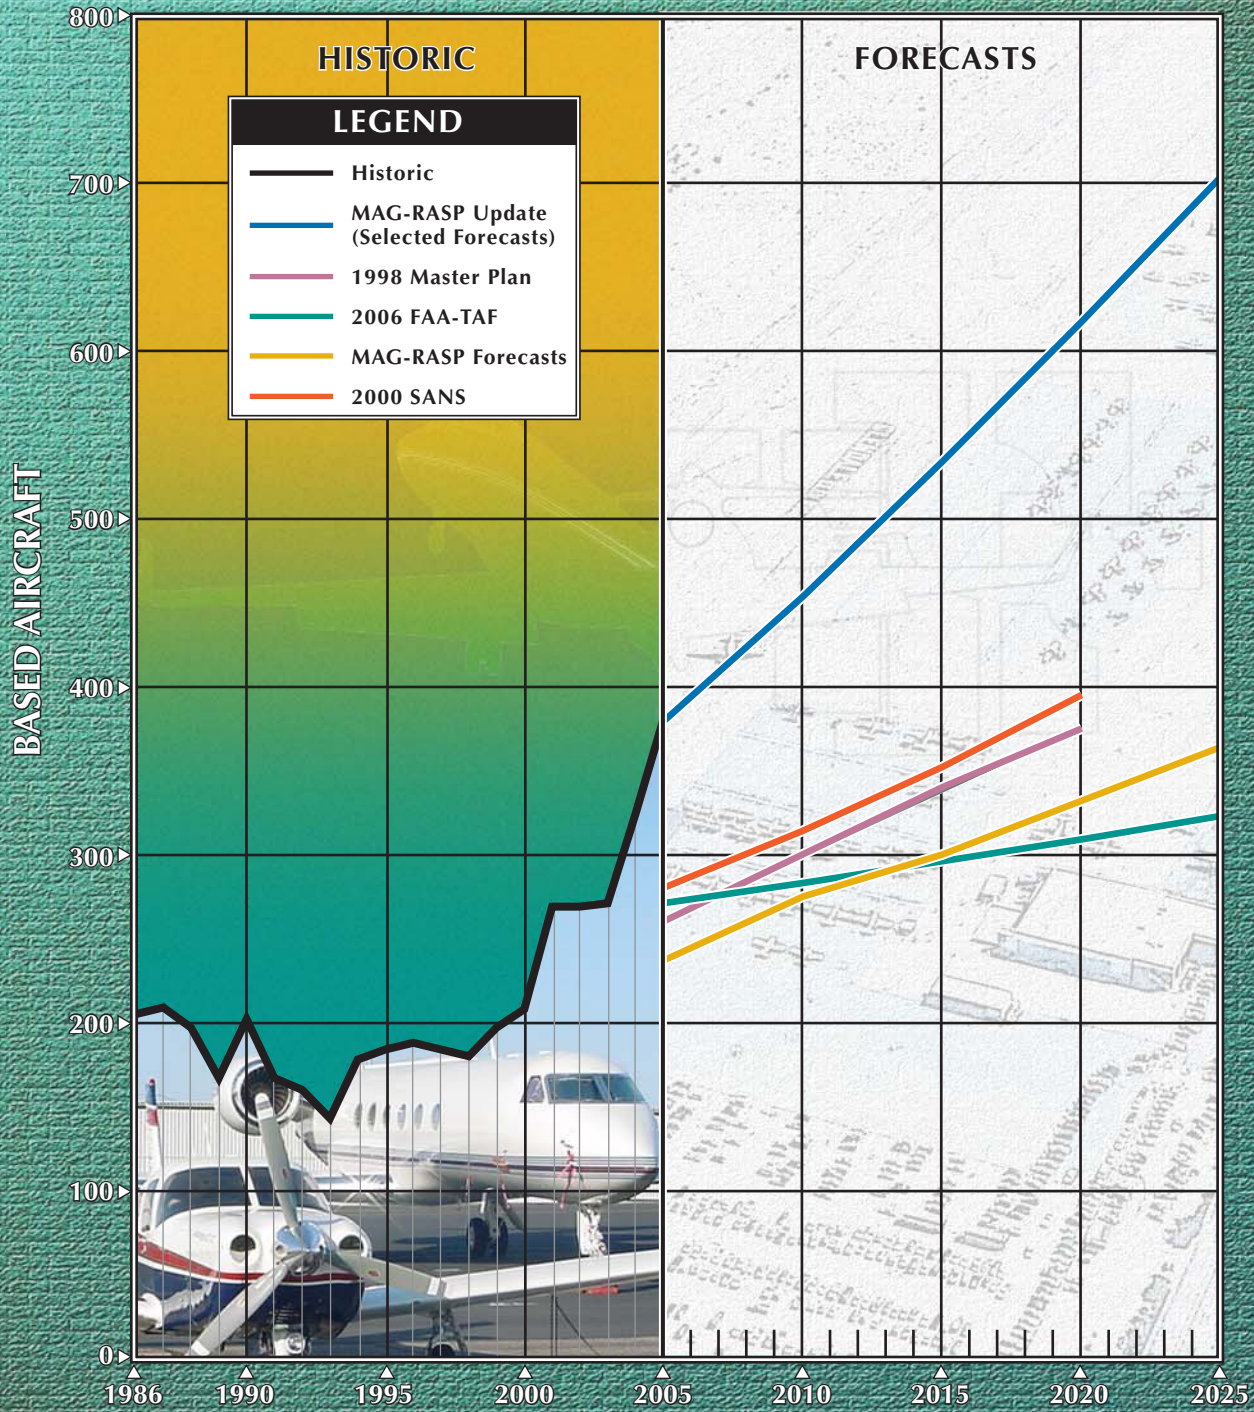 HISTORIC
FORECASTS
LEGEND
Historic
MAG-RASP Update
(Selected Forecasts)
1998 Master Plan
2006 FAA-TAF
MAG-RASP Forecasts
2000 SANS
BASED AIRCRAFT
800
700
600
500
400
300
200
100
0
1986 1990 1995 2000 2005 2010 2015 2020 2025